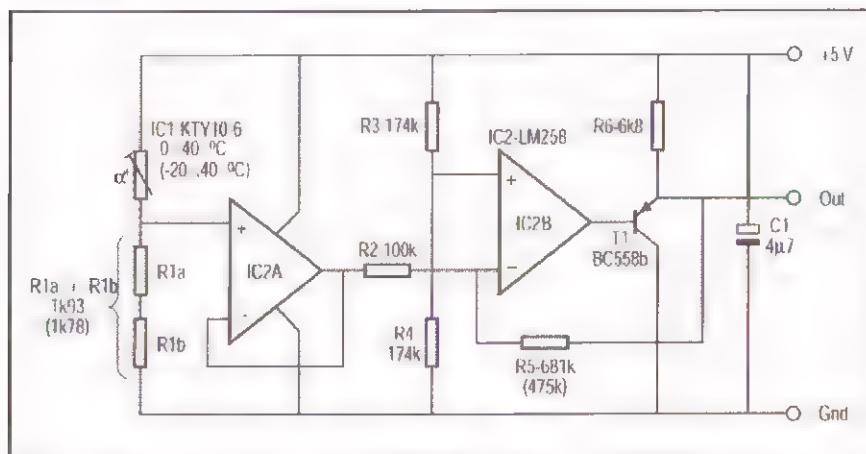 +5 V
IC1 KTY10-6
0...40 °C
(-20...40 °C)
α
R3 174k
IC2-LM258
R6-6k8
+
IC2A
-
+
IC2B
-
Out
T1
BC558b
C1
4µ7
R1a + R1b
1k93
(1k78)
R1a
R1b
R2 100k
R4
174k
R5-681k
(475k)
Gnd